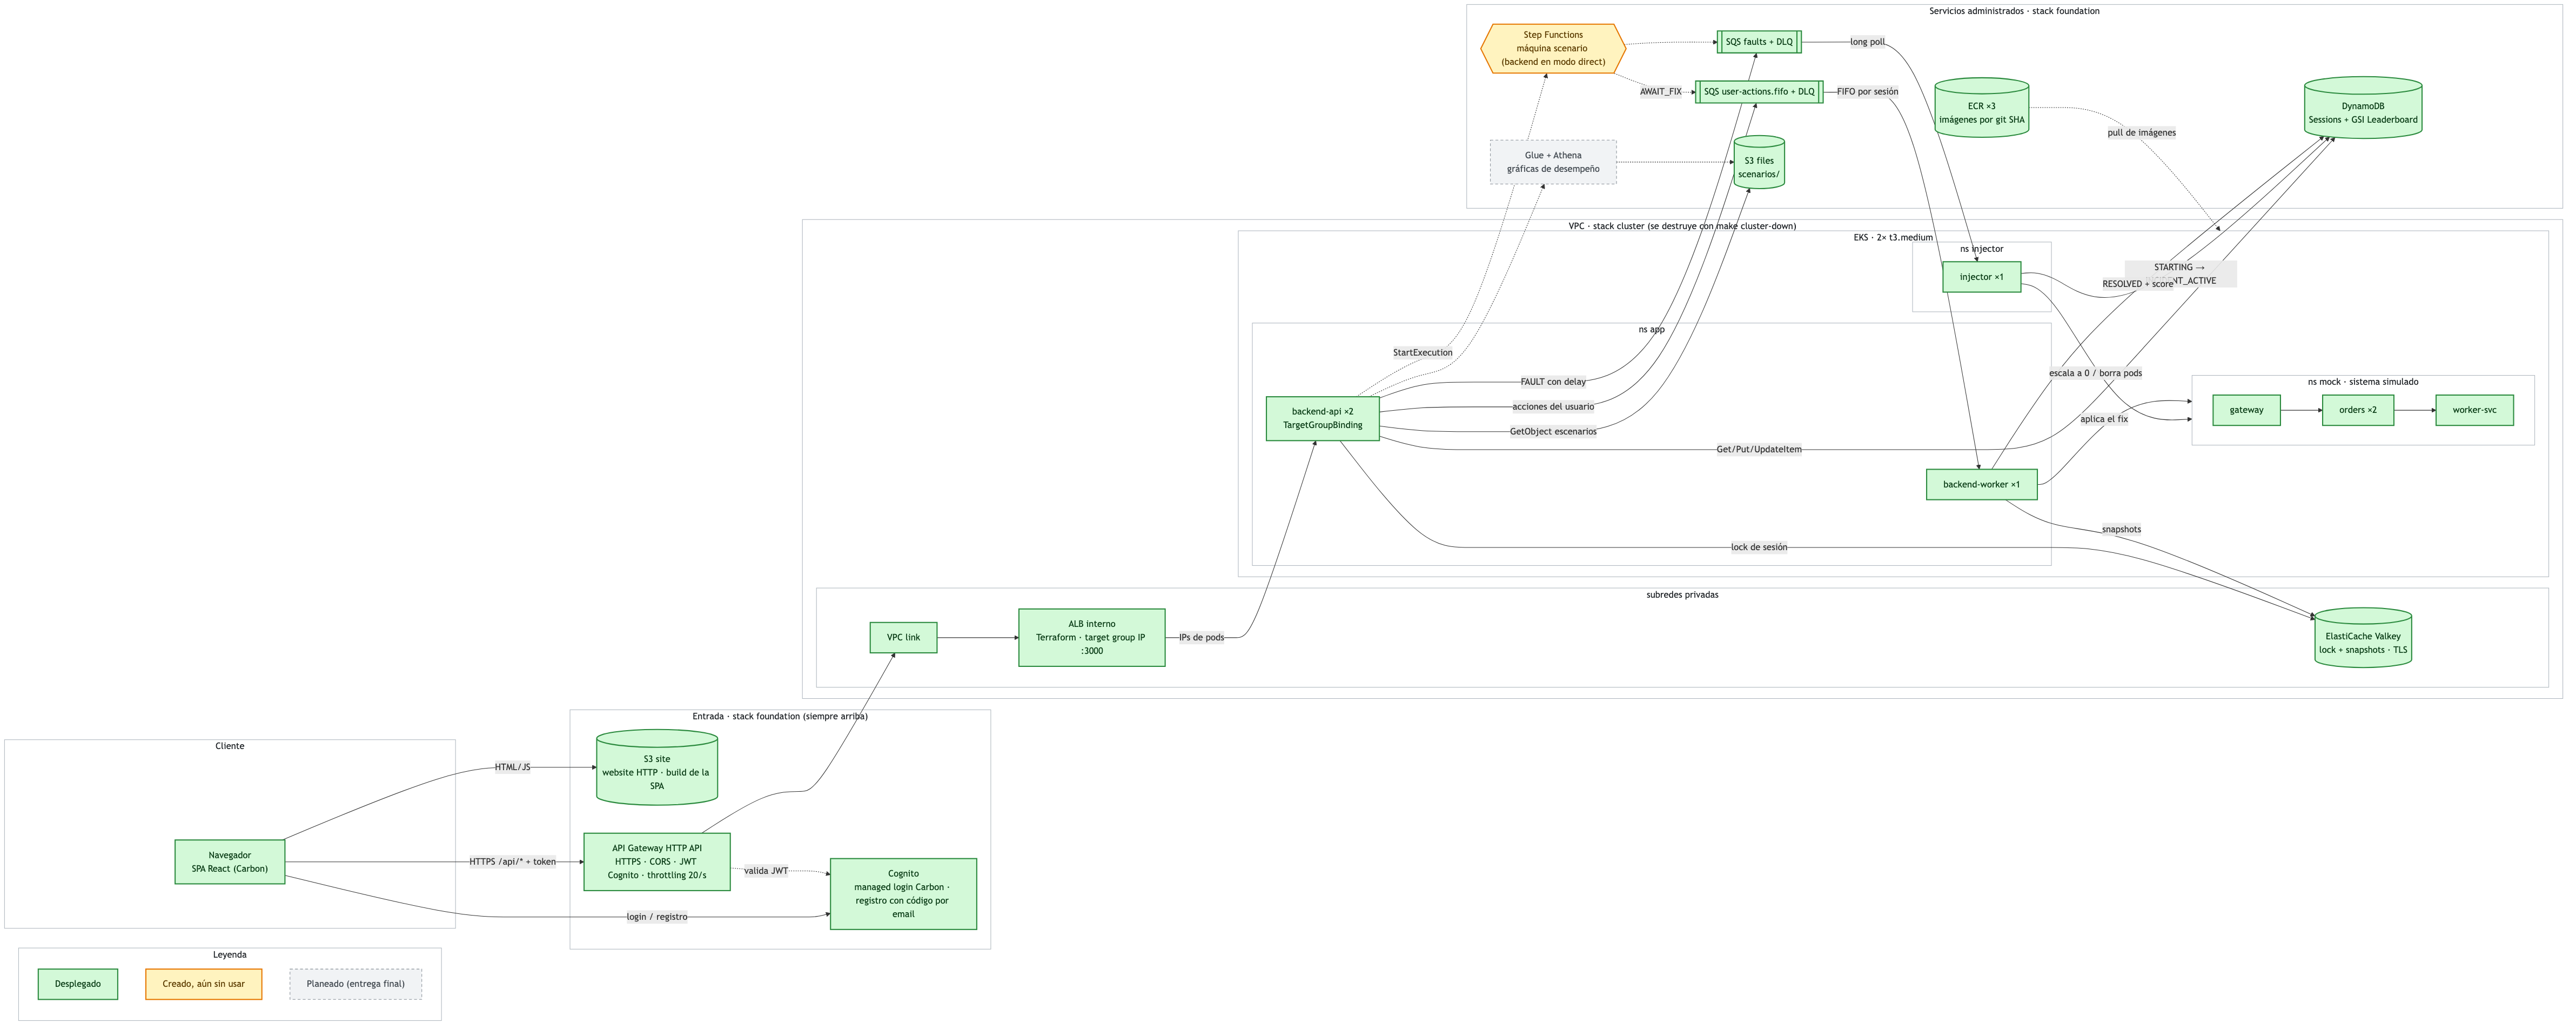 Servicios administrados · stack foundation
Step Functions
máquina scenario
(backend en modo direct)
SQS faults + DLQ
long poll
AWAIT_FIX
SQS user-actions.fifo + DLQ
FIFO por sesión
ECR ×3
imágenes por git SHA
pull de imágenes
DynamoDB
Sessions + GSI Leaderboard
Glue + Athena
gráficas de desempeño
S3 files
scenarios/
VPC · stack cluster (se destruye con make cluster-down)
EKS · 2× t3.medium
ns injector
injector ×1
STARTING →
RESOLVED + score
NT_ACTIVE
ns app
StartExecution
FAULT con delay
acciones del usuario
GetObject escenarios
Get/Put/UpdateItem
backend-api ×2
TargetGroupBinding
escala a 0 / borra pods
aplica el fix
ns mock · sistema simulado
gateway
orders ×2
worker-svc
backend-worker ×1
snapshots
lock de sesión
subredes privadas
VPC link
ALB interno
Terraform · target group IP
:3000
IPs de pods
ElastiCache Valkey
lock + snapshots · TLS
Entrada · stack foundation (siempre arriba)
S3 site
website HTTP · build de la
SPA
Cliente
HTML/JS
Navegador
SPA React (Carbon)
HTTPS /api/* + token
API Gateway HTTP API
HTTPS · CORS · JWT
Cognito · throttling 20/s
valida JWT
Cognito
managed login Carbon ·
registro con código por
email
login / registro
Leyenda
Desplegado
Creado, aún sin usar
Planeado (entrega final)